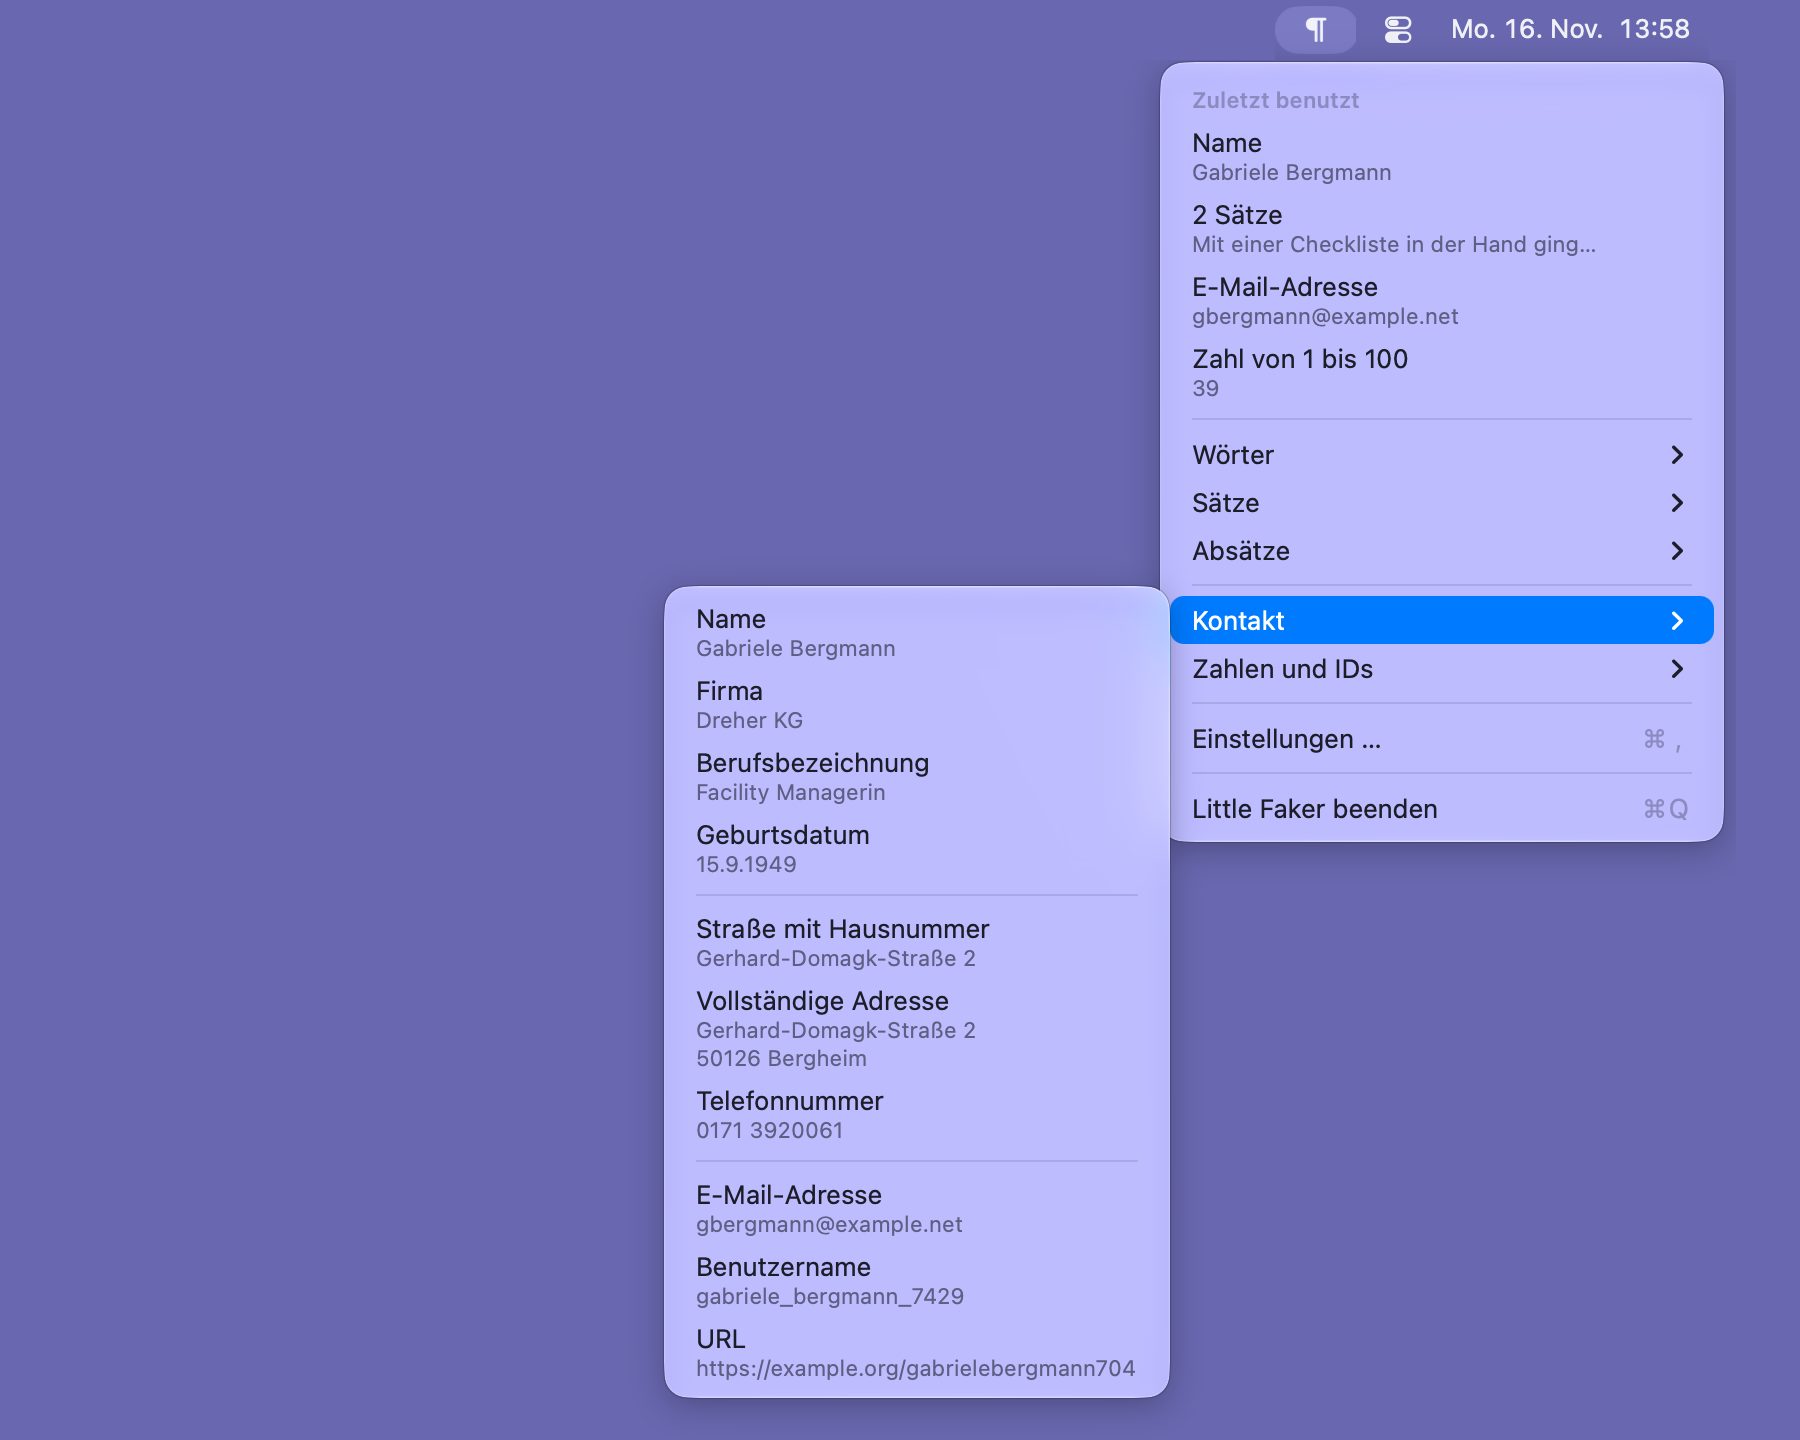 Mo. 16. Nov. 13:58
Zuletzt benutzt
Name
Gabriele Bergmann
2 Sätze
Mit einer Checkliste in der Hand ging...
E-Mail-Adresse
gbergmann@example.net
Zahl von 1 bis 100
39
Wörter
Sätze
Absätze
Kontakt
Zahlen und IDs
Einstellungen ... ⌘ ,
Little Faker beenden ⌘Q
Name
Gabriele Bergmann
Firma
Dreher KG
Berufsbezeichnung
Facility Managerin
Geburtsdatum
15.9.1949
Straße mit Hausnummer
Gerhard-Domagk-Straße 2
Vollständige Adresse
Gerhard-Domagk-Straße 2
50126 Bergheim
Telefonnummer
0171 3920061
E-Mail-Adresse
gbergmann@example.net
Benutzername
gabriele_bergmann_7429
URL
https://example.org/gabrielebergmann704